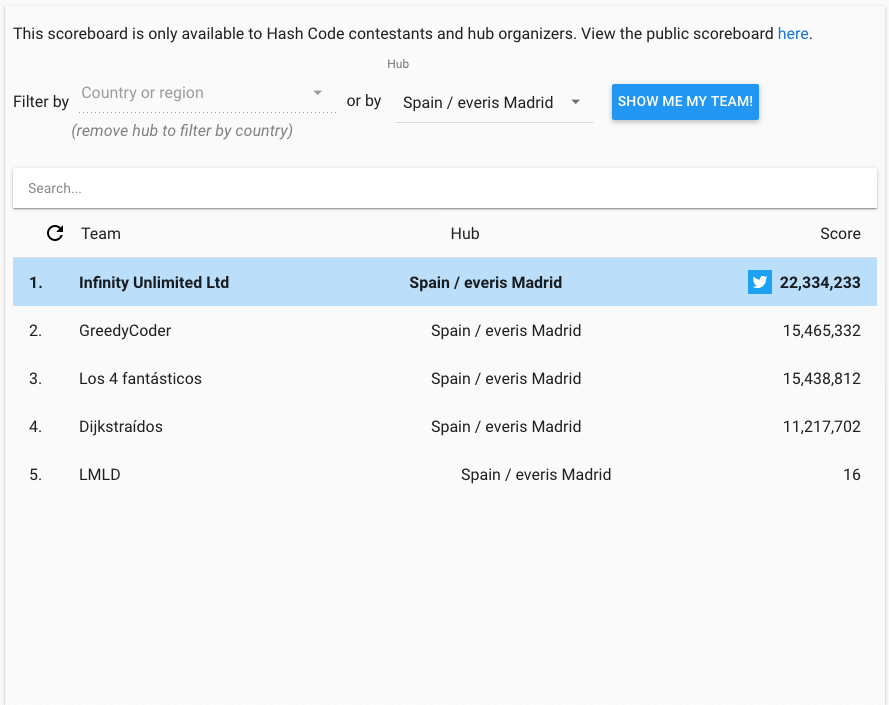 This scoreboard is only available to Hash Code contestants and hub organizers. View the public scoreboard here.
Hub
Filter by Country or region or by Spain / everis Madrid SHOW ME MY TEAM!
(remove hub to filter by country)
Search...
Team Hub Score
1. Infinity Unlimited Ltd Spain / everis Madrid 22,334,233
2. GreedyCoder Spain / everis Madrid 15,465,332
3. Los 4 fantásticos Spain / everis Madrid 15,438,812
4. Dijkstraídos Spain / everis Madrid 11,217,702
5. LMLD Spain / everis Madrid 16